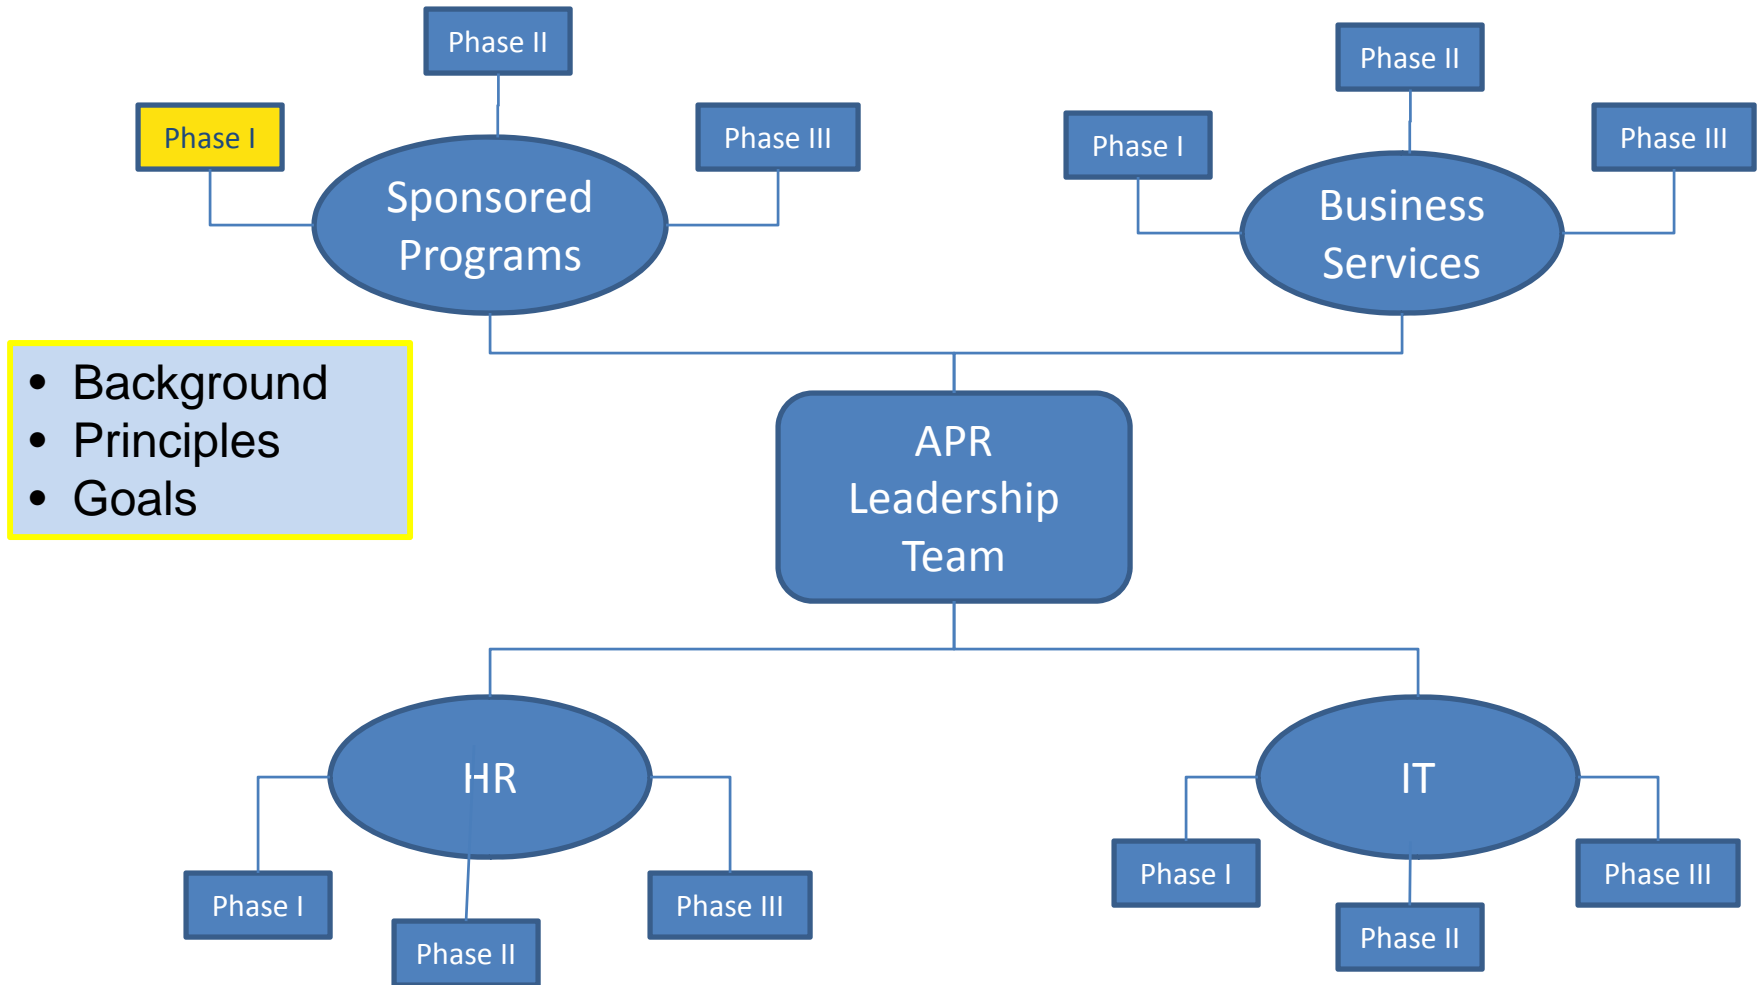 Phase II
Phase I
Phase III
Sponsored
Programs
Phase II
Phase I
Phase III
Business
Services
• Background
• Principles
• Goals
APR
Leadership
Team
HR
Phase I
Phase II
Phase III
IT
Phase I
Phase II
Phase III